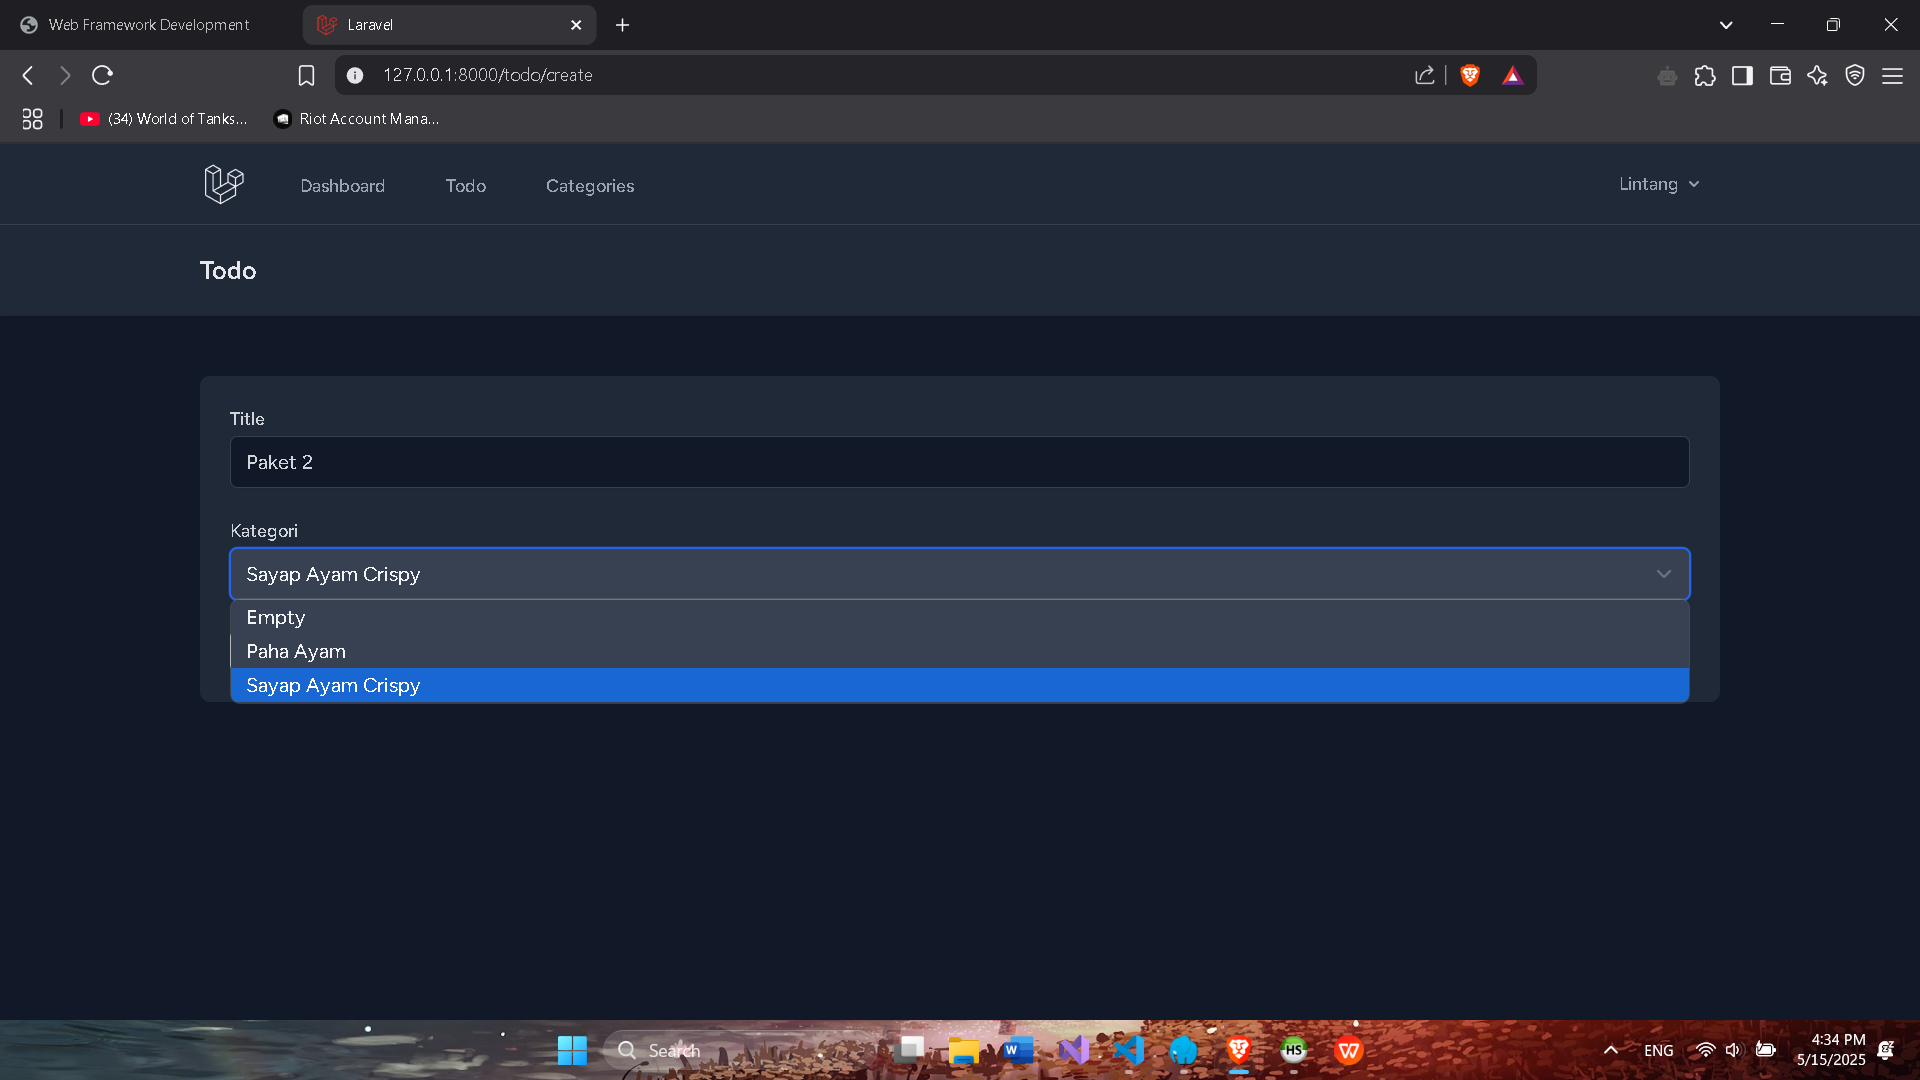 Web Framework Development
Laravel
127.0.0.1:8000/todo/create
(34) World of Tanks...
Riot Account Mana...
Dashboard
Todo
Categories
Lintang
Todo
Title
Paket 2
Kategori
Sayap Ayam Crispy
Empty
Paha Ayam
Sayap Ayam Crispy
Search
W
HS
W
ENG
4:34 PM
5/15/2025